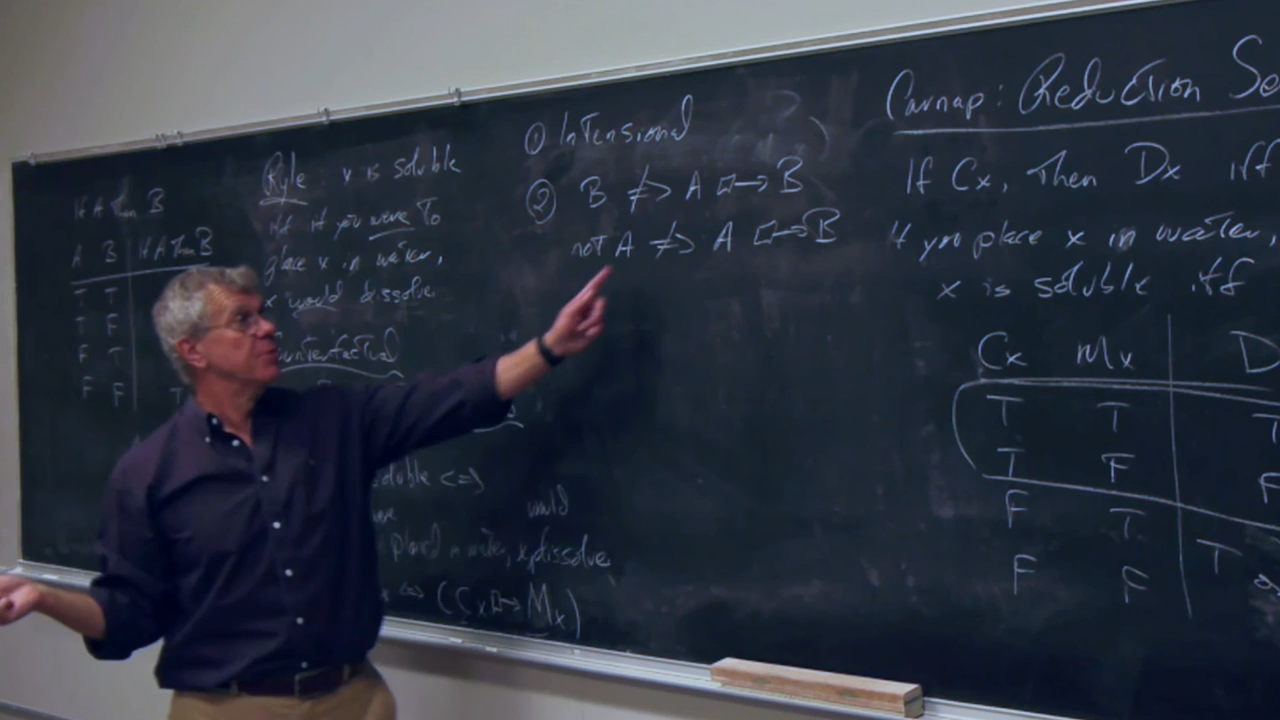 If A Then B
A B If A Then B
T T
T F
F T
F F T
Ryle: x is soluble
iff if you were to
place x in water,
x would dissolve.
Counterfactual
soluble <=>
would
placed in water, x dissolve
x <=> (Cx □→ Mx)
① Intensional
② B ≠> A □→ B
not A ≠> A □→ B
Carnap: Reduction Se
If Cx, Then Dx iff
If you place x in water,
x is soluble iff
Cx Mx D
T T T
T F F
F T T
F F